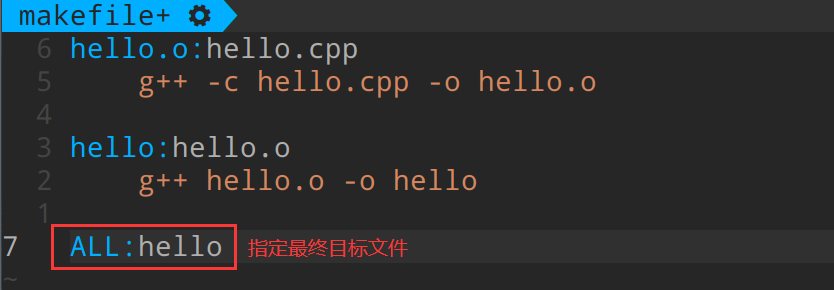 makefile+
6 hello.o:hello.cpp
5     g++ -c hello.cpp -o hello.o
4
3 hello:hello.o
2     g++ hello.o -o hello
1
7 ALL:hello 指定最终目标文件
~